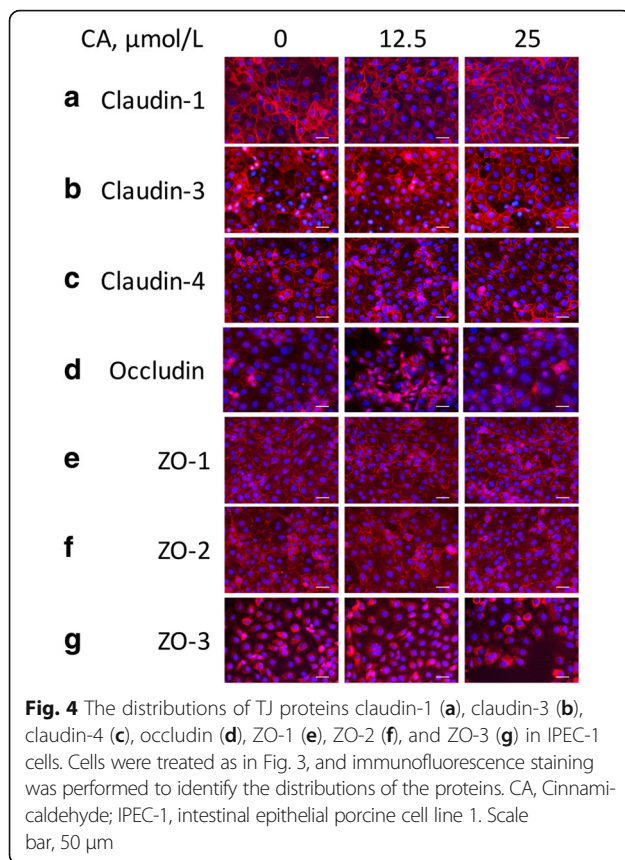 CA, μmol/L 0 12.5 25
a Claudin-1
b Claudin-3
c Claudin-4
d Occludin
e ZO-1
f ZO-2
g ZO-3
Fig. 4 The distributions of TJ proteins claudin-1 (a), claudin-3 (b),
claudin-4 (c), occludin (d), ZO-1 (e), ZO-2 (f), and ZO-3 (g) in IPEC-1
cells. Cells were treated as in Fig. 3, and immunofluorescence staining
was performed to identify the distributions of the proteins. CA, Cinnami-
caldehyde; IPEC-1, intestinal epithelial porcine cell line 1. Scale
bar, 50 μm